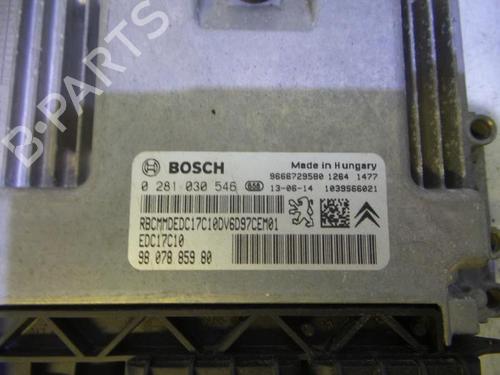 B-PARTS
BOSCH
Made in Hungary
9666729580 1264 1477
0 281 030 546 658 13-06-14 1039S66021
RBCMMDEDC17C10DV6D97CEM01
EDC17C10
98 078 859 80